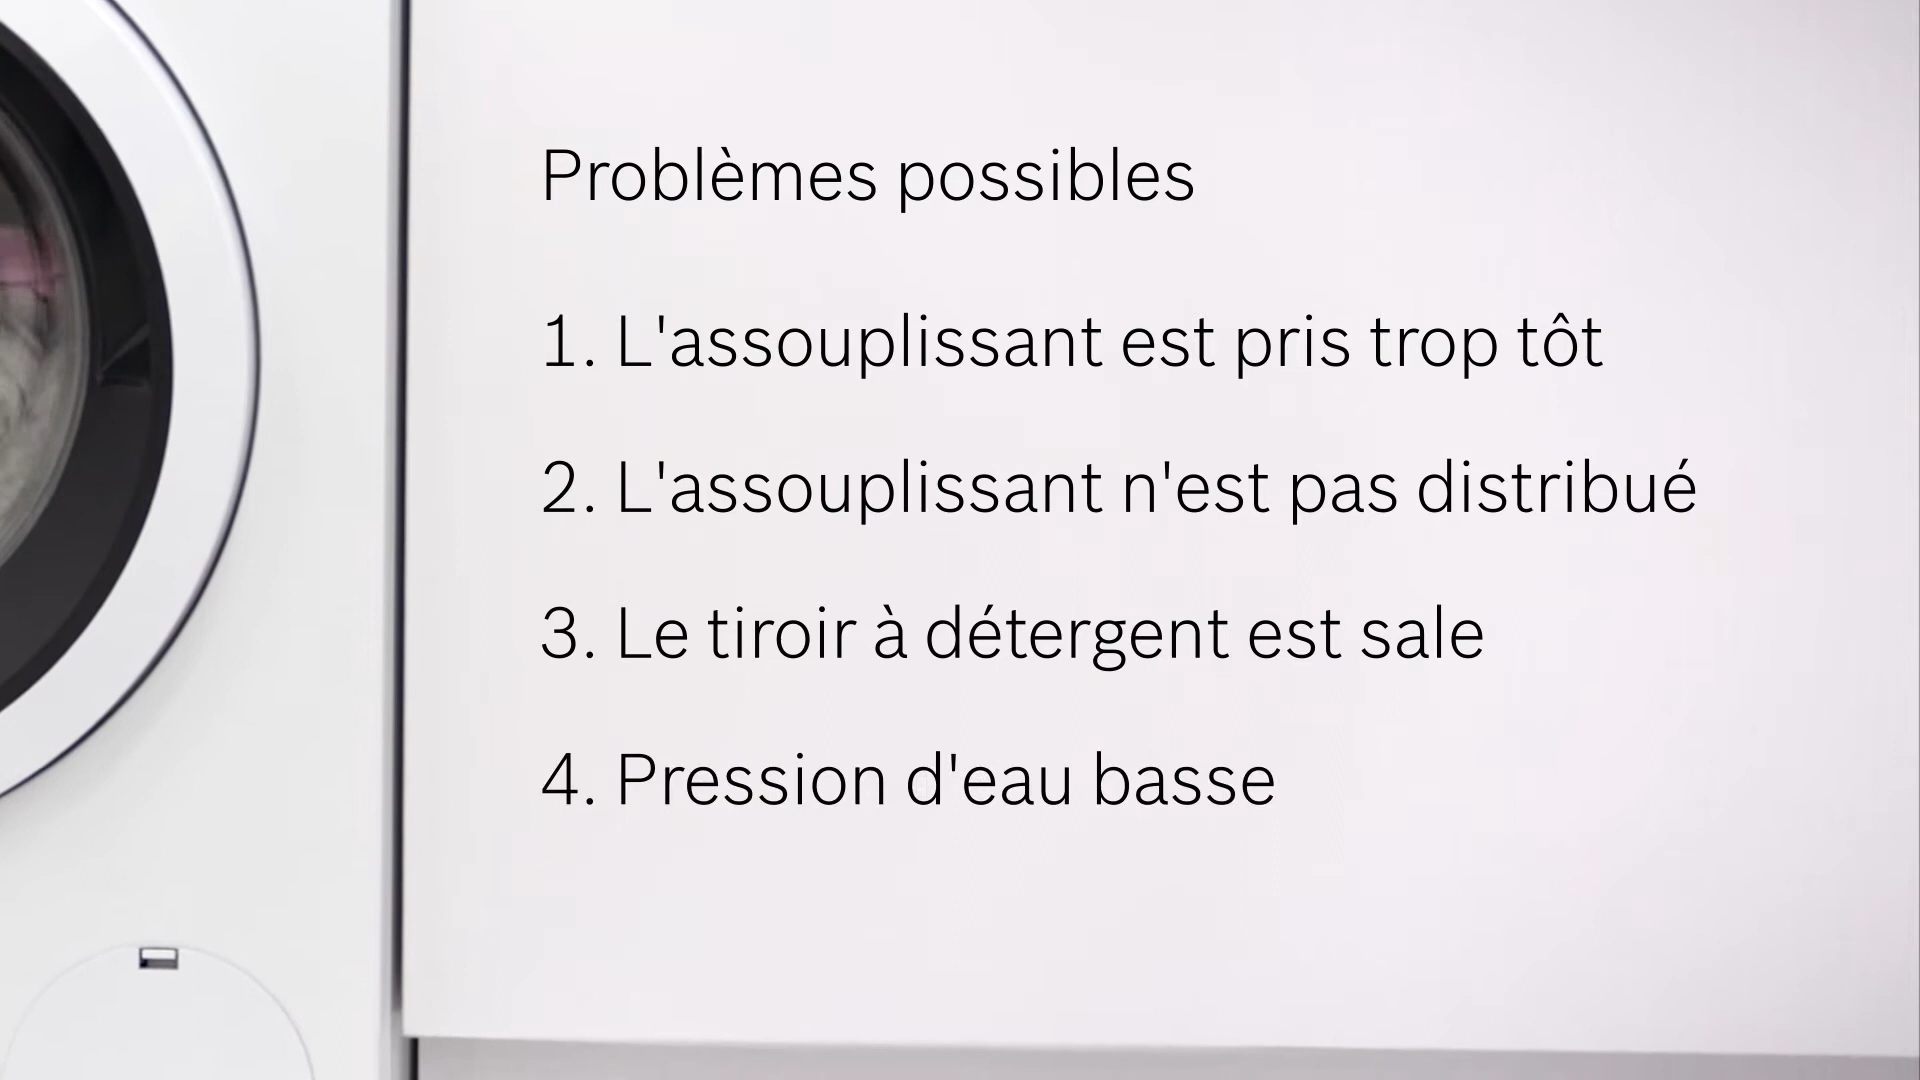 Problèmes possibles
1. L'assouplissant est pris trop tôt
2. L'assouplissant n'est pas distribué
3. Le tiroir à détergent est sale
4. Pression d'eau basse